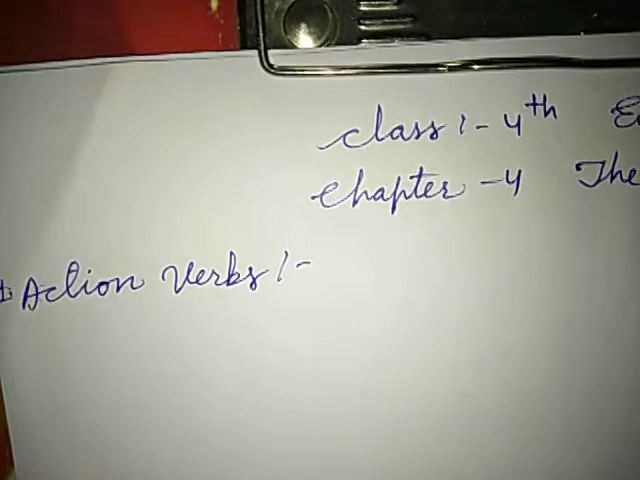 Class :- 4th
Chapter - 4 The
Action Verbs :-